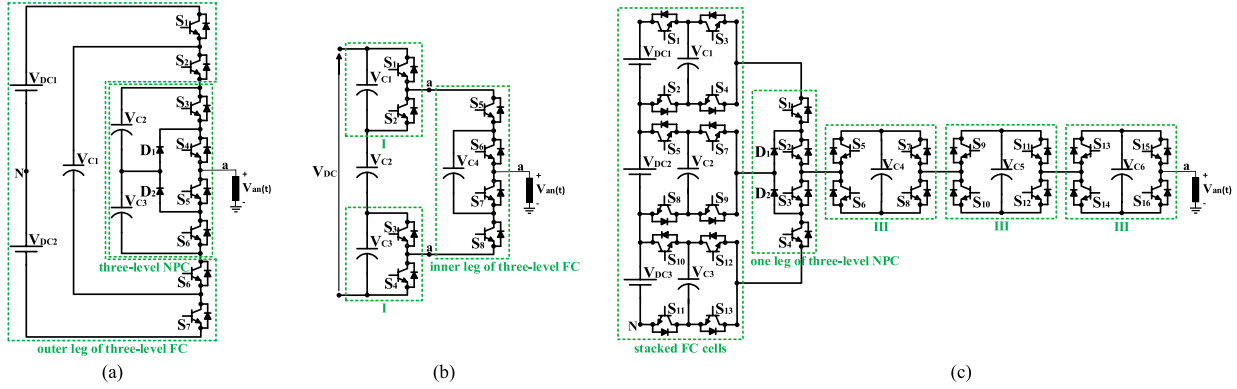 S1
S2
VDC1
S3
VC2
D1
S4
VC1
N
a
+
Van(t)
-
D2
S5
VC3
S6
VDC2
three-level NPC
S6
S7
outer leg of three-level FC
(a)
S1
VC1
a
S2
I
S5
S6
VDC
VC2
VC4
a
+
Van(t)
-
S7
S3
VC3
a
S8
S4
inner leg of three-level FC
I
(b)
S1
S3
VDC1
VC1
S2
S4
S1
S5
S7
D1
S2
S5
S7
S9
S11
S13
S15
a
VDC2
VC2
VC4
VC5
VC6
+
Van(t)
-
D2
S3
S6
S8
S10
S12
S14
S16
S8
S9
III
III
III
S4
S10
S12
one leg of three-level NPC
VDC3
VC3
N
S11
S13
stacked FC cells
(c)